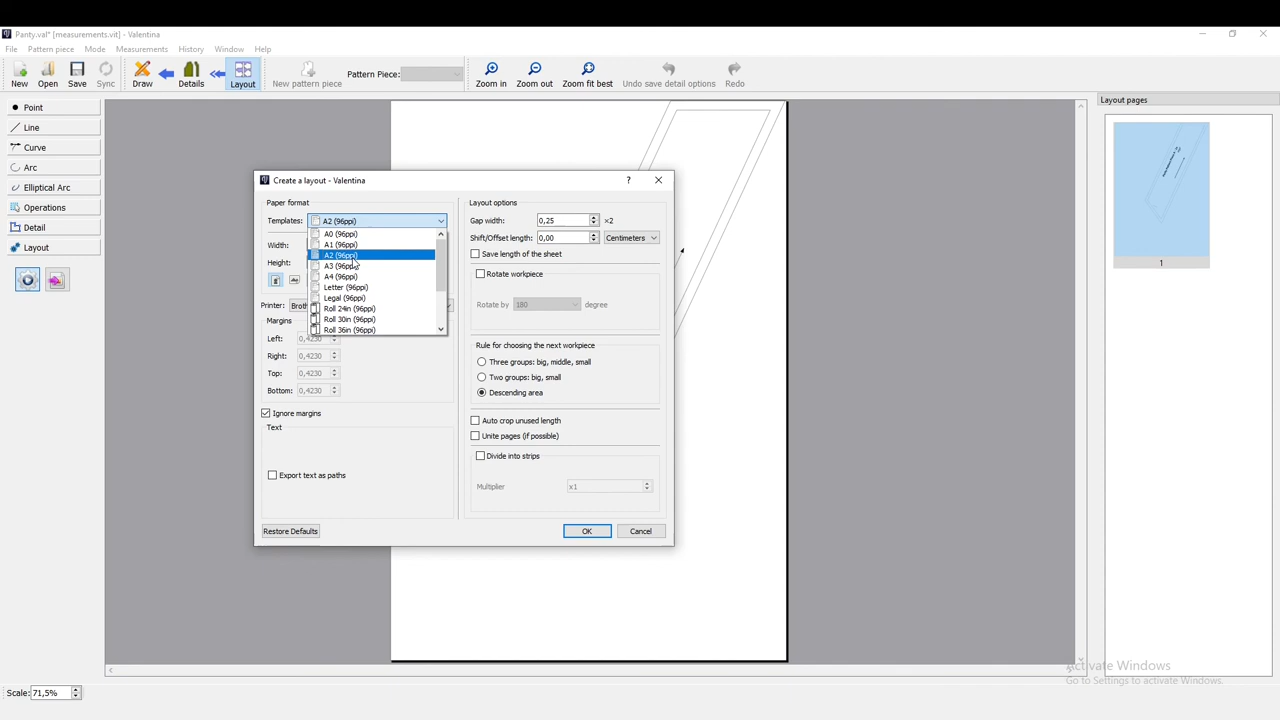 Panty.val* [measurements.vit] - Valentina
File Pattern piece Mode Measurements History Window Help
New Open Save Sync Draw Details Layout New pattern piece Pattern Piece: Zoom in Zoom out Zoom fit best Undo save detail options Redo
Point
Line
Curve
Arc
Elliptical Arc
Operations
Detail
Layout
Layout pages
1
Create a layout - Valentina
Paper format
Templates: A2 (96ppi)
A0 (96ppi)
A1 (96ppi)
A2 (96ppi)
A3 (96ppi)
A4 (96ppi)
Letter (96ppi)
Legal (96ppi)
Roll 24in (96ppi)
Roll 30in (96ppi)
Roll 36in (96ppi)
Width:
Height:
Printer: Broth
Margins
Left: 0,4230
Right: 0,4230
Top: 0,4230
Bottom: 0,4230
Ignore margins
Text
Export text as paths
Restore Defaults
Layout options
Gap width: 0,25 ×2
Shift/Offset length: 0,00 Centimeters
Save length of the sheet
Rotate workpiece
Rotate by 180 degree
Rule for choosing the next workpiece
Three groups: big, middle, small
Two groups: big, small
Descending area
Auto crop unused length
Unite pages (if possible)
Divide into strips
Multiplier x1
OK Cancel
Activate Windows
Go to Settings to activate Windows.
Scale: 71,5%